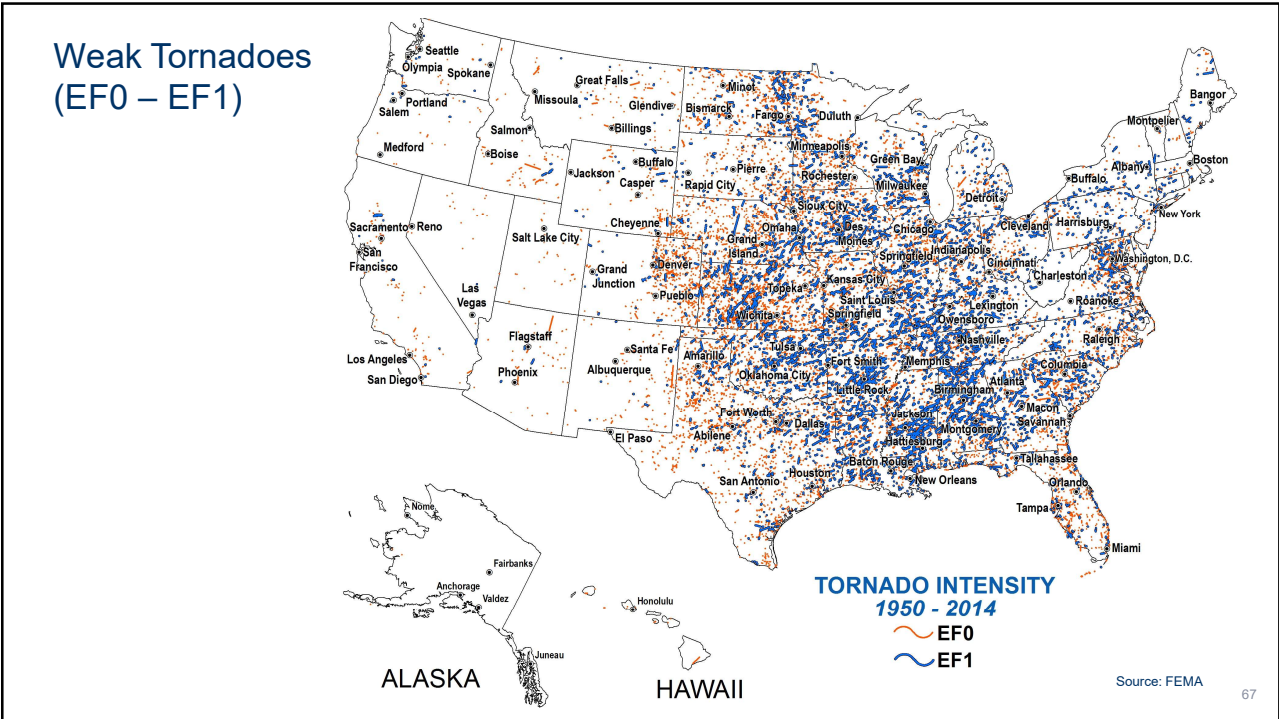 Weak Tornadoes
(EF0 – EF1)
Seattle
Olympia
Spokane
Portland
Salem
Medford
Great Falls
Missoula
Glendive
Billings
Salmon
Boise
Minot
Bismarck
Fargo
Duluth
Bangor
Montpelier
Minneapolis
Green Bay
Albany
Boston
Jackson
Buffalo
Casper
Pierre
Rapid City
Rochester
Milwaukee
Buffalo
Detroit
New York
Sacramento
Reno
San
Francisco
Salt Lake City
Cheyenne
Sioux City
Omaha
Des
Moines
Grand
Island
Chicago
Cleveland
Harrisburg
Springfield
Indianapolis
Washington, D.C.
Grand
Junction
Denver
Pueblo
Topeka
Kansas City
Cincinnati
Charleston
Las
Vegas
Saint Louis
Springfield
Wichita
Lexington
Owensboro
Roanoke
Flagstaff
Santa Fe
Albuquerque
Amarillo
Tulsa
Fort Smith
Nashville
Memphis
Raleigh
Los Angeles
San Diego
Phoenix
Oklahoma City
Little Rock
Birmingham
Atlanta
Columbia
El Paso
Fort Worth
Dallas
Abilene
Jackson
Macon
Savannah
Montgomery
Hattiesburg
Tallahassee
Baton Rouge
New Orleans
Houston
San Antonio
Orlando
Tampa
Miami
Nome
Fairbanks
Anchorage
Valdez
Juneau
ALASKA
Honolulu
HAWAII
TORNADO INTENSITY
1950 - 2014
EF0
EF1
Source: FEMA
67